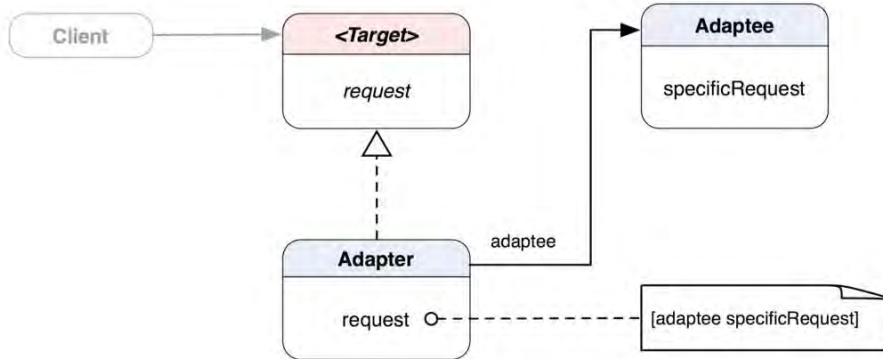 Client
<Target>
request
Adaptee
specificRequest
adaptee
Adapter
request
[adaptee specificRequest]